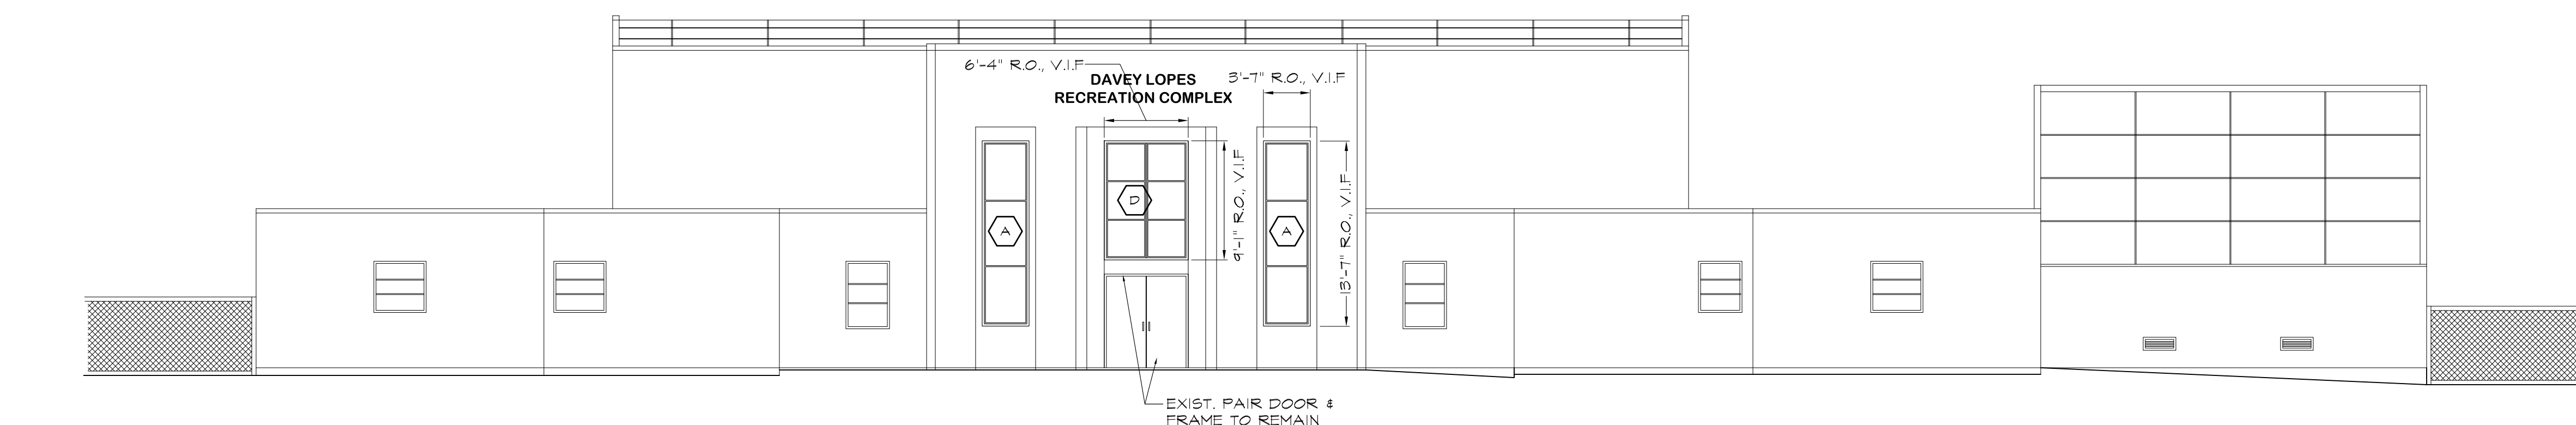 6'-4" R.O., V.I.F
DAVEY LOPES
RECREATION COMPLEX
3'-7" R.O., V.I.F
A
D
A
9'-1" R.O., V.I.F
13'-7" R.O., V.I.F
EXIST. PAIR DOOR &
FRAME TO REMAIN